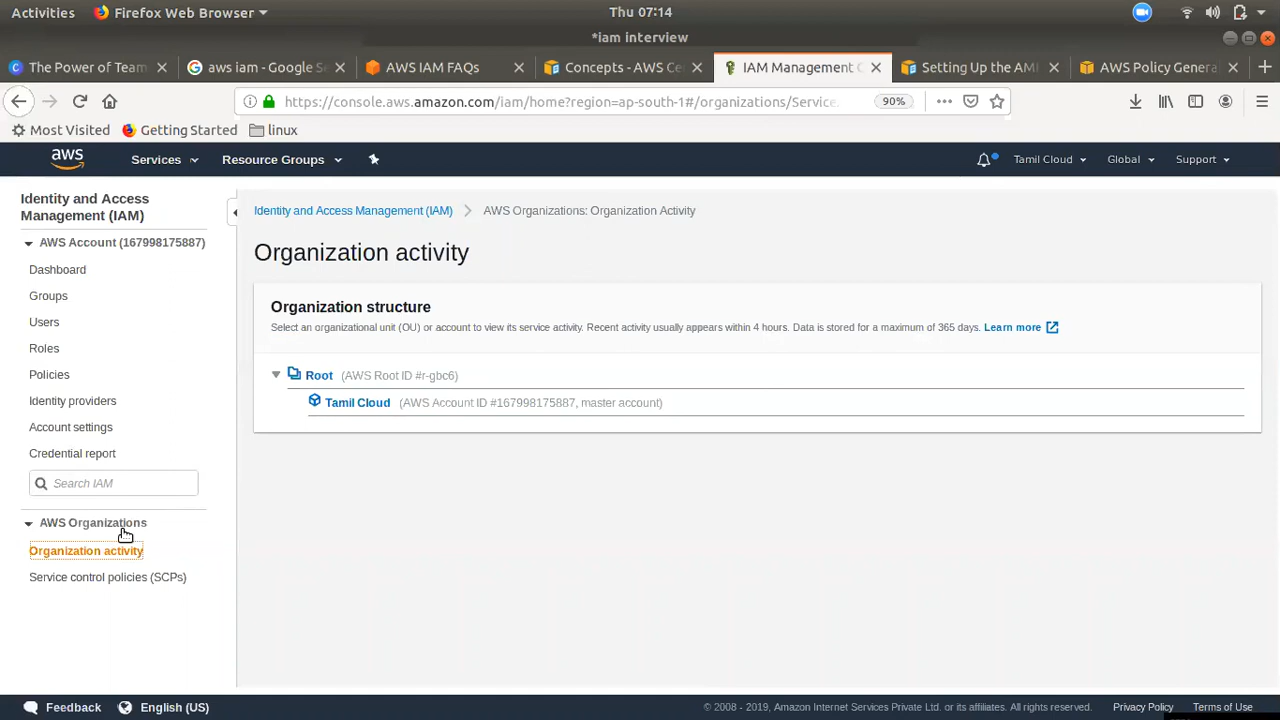 Activities
Firefox Web Browser
Thu 07:14
*iam interview
The Power of Team
aws iam - Google Se
AWS IAM FAQs
Concepts - AWS Ce
IAM Management C
Setting Up the AM
AWS Policy Genera
https://console.aws.amazon.com/iam/home?region=ap-south-1#/organizations/Service.
90%
Most Visited
Getting Started
linux
aws
Services
Resource Groups
Tamil Cloud
Global
Support
Identity and Access
Management (IAM)
AWS Account (167998175887)
Dashboard
Groups
Users
Roles
Policies
Identity providers
Account settings
Credential report
Search IAM
AWS Organizations
Organization activity
Service control policies (SCPs)
Identity and Access Management (IAM)
AWS Organizations: Organization Activity
Organization activity
Organization structure
Select an organizational unit (OU) or account to view its service activity. Recent activity usually appears within 4 hours. Data is stored for a maximum of 365 days. Learn more
Root (AWS Root ID #r-gbc6)
Tamil Cloud (AWS Account ID #167998175887, master account)
Feedback
English (US)
© 2008 - 2019, Amazon Internet Services Private Ltd. or its affiliates. All rights reserved.
Privacy Policy
Terms of Use